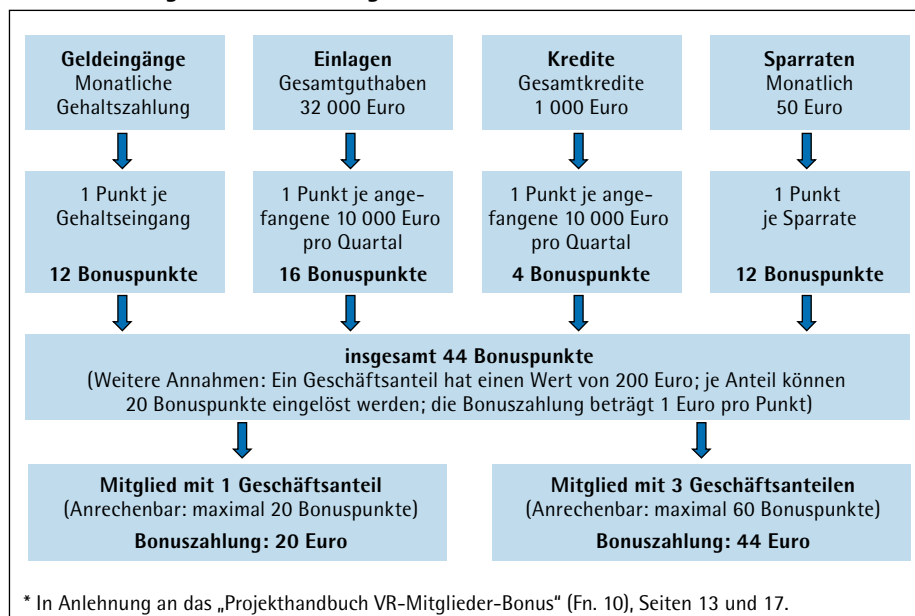 Geldeingänge
Monatliche
Gehaltszahlung
Einlagen
Gesamtguthaben
32 000 Euro
Kredite
Gesamtkredite
1 000 Euro
Sparraten
Monatlich
50 Euro
1 Punkt je
Gehaltseingang
12 Bonuspunkte
1 Punkt je ange-
fangene 10 000 Euro
pro Quartal
16 Bonuspunkte
1 Punkt je ange-
fangene 10 000 Euro
pro Quartal
4 Bonuspunkte
1 Punkt
je Sparrate
12 Bonuspunkte
insgesamt 44 Bonuspunkte
(Weitere Annahmen: Ein Geschäftsanteil hat einen Wert von 200 Euro; je Anteil können
20 Bonuspunkte eingelöst werden; die Bonuszahlung beträgt 1 Euro pro Punkt)
Mitglied mit 1 Geschäftsanteil
(Anrechenbar: maximal 20 Bonuspunkte)
Bonuszahlung: 20 Euro
Mitglied mit 3 Geschäftsanteilen
(Anrechenbar: maximal 60 Bonuspunkte)
Bonuszahlung: 44 Euro
* In Anlehnung an das „Projekthandbuch VR-Mitglieder-Bonus“ (Fn. 10), Seiten 13 und 17.